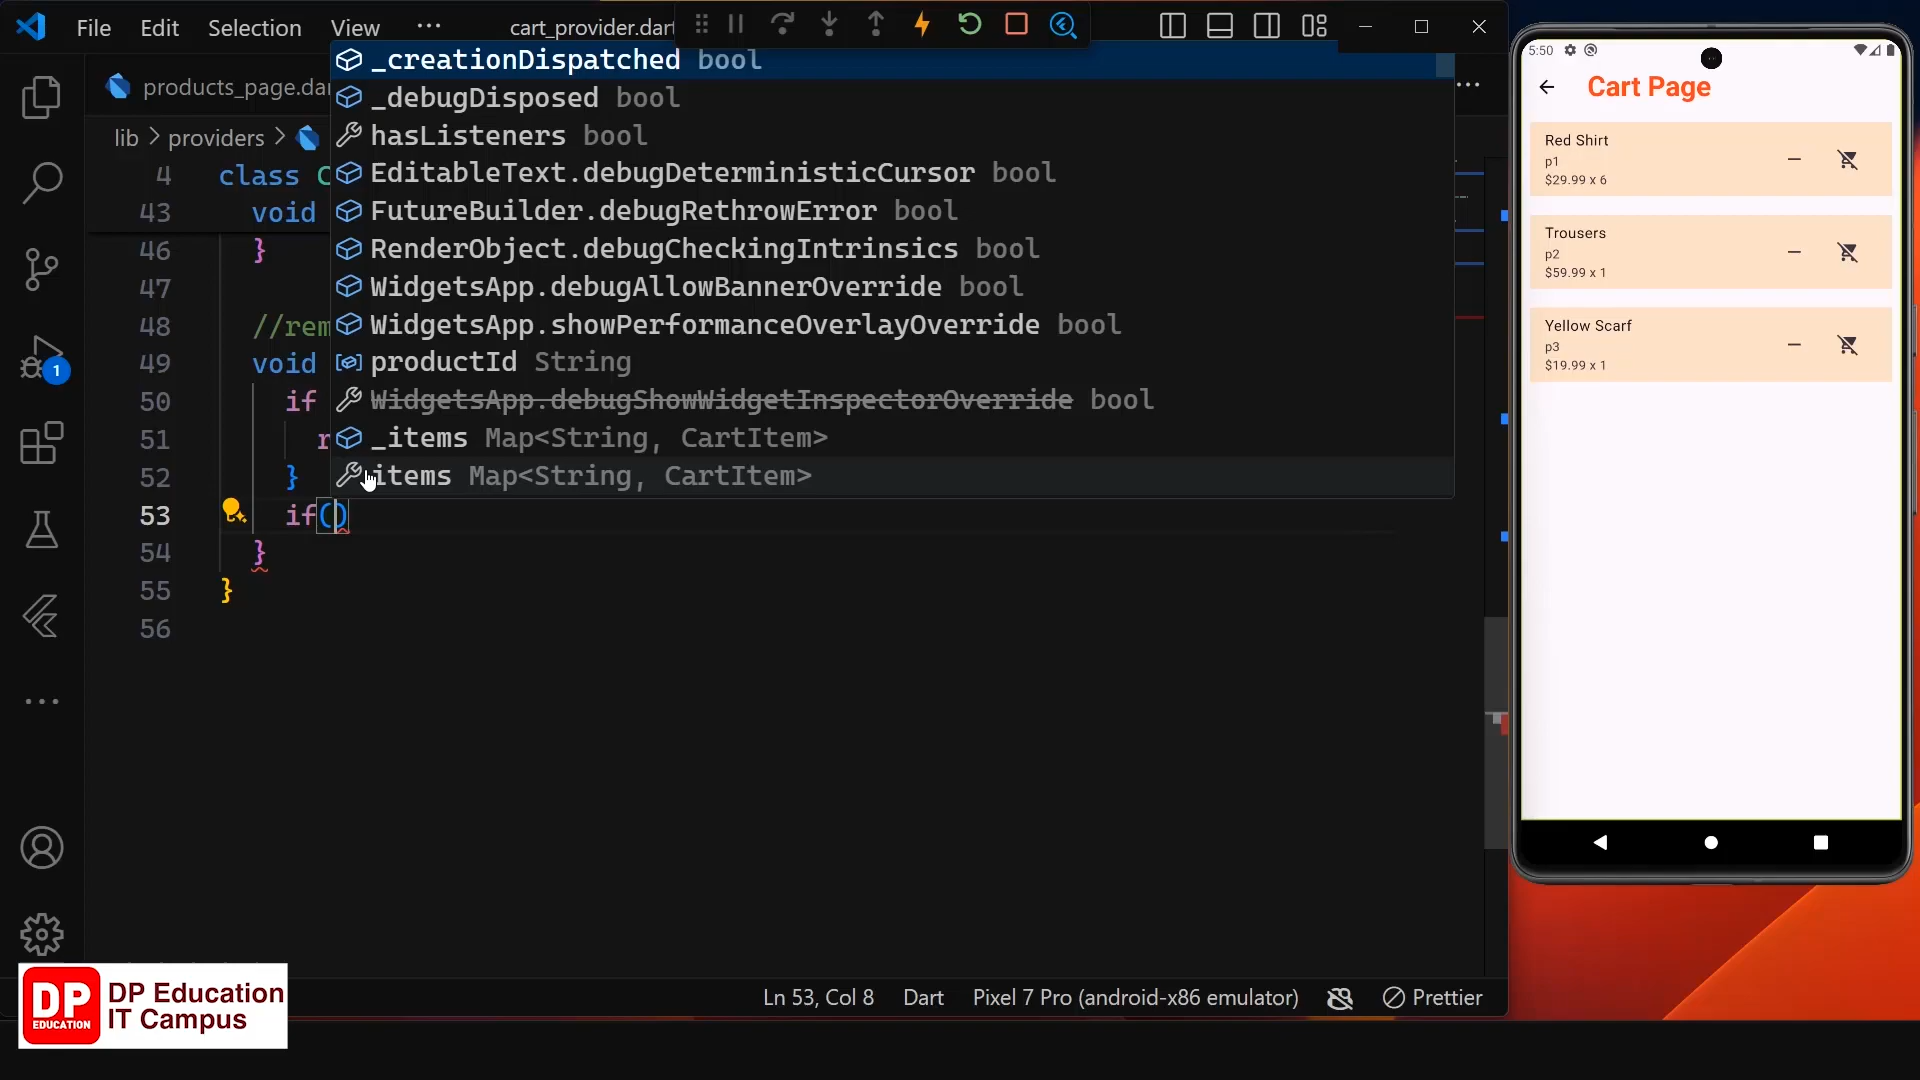 File Edit Selection View ··· cart_provider.dart
products_page.da
lib > providers >
_creationDispatched bool
_debugDisposed bool
hasListeners bool
EditableText.debugDeterministicCursor bool
FutureBuilder.debugRethrowError bool
RenderObject.debugCheckingIntrinsics bool
WidgetsApp.debugAllowBannerOverride bool
WidgetsApp.showPerformanceOverlayOverride bool
productId String
WidgetsApp.debugShowWidgetInspectorOverride bool
_items Map<String, CartItem>
items Map<String, CartItem>
4 class C
43 void
46 }
47
48 //rem
49 void
50 if
51 r
52 }
53 if()
54 }
55 }
56
1
Ln 53, Col 8 Dart Pixel 7 Pro (android-x86 emulator) Prettier
DP EDUCATION
DP Education
IT Campus
5:50
Cart Page
Red Shirt
p1
$29.99 x 6
Trousers
p2
$59.99 x 1
Yellow Scarf
p3
$19.99 x 1